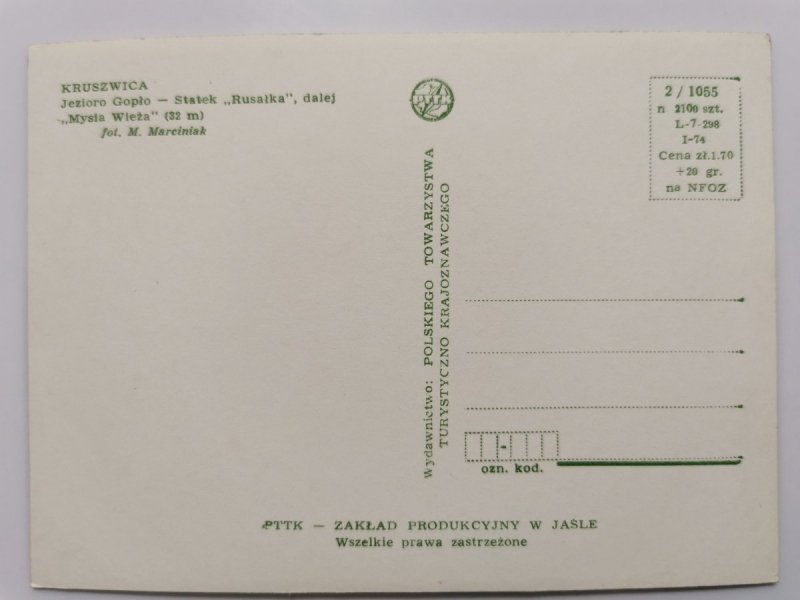 KRUSZWICA
Jezioro Gopło — Statek „Rusałka", dalej
„Mysia Wieża" (32 m)
fot. M. Marciniak
PTTK
2 / 1055
n 2100 szt.
L-7-298
I-74
Cena zł.1.70
+20 gr.
na NFOZ
Wydawnictwo: POLSKIEGO TOWARZYSTWA
TURYSTYCZNO KRAJOZNAWCZEGO
-
ozn. kod.
PTTK — ZAKŁAD PRODUKCYJNY W JAŚLE
Wszelkie prawa zastrzeżone